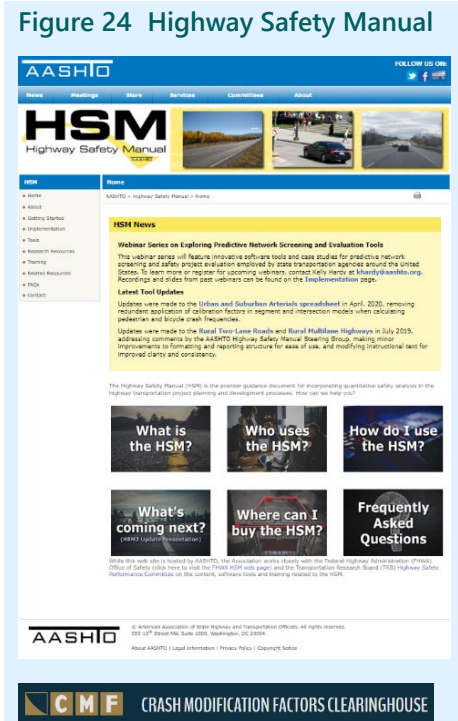 Figure 24 Highway Safety Manual
AASHTO
FOLLOW US ON:
News Meetings Store Services Committees About
HSM
Highway Safety Manual
AASHTO
HSM
Home
About
Getting Started
Implementation
Tools
Research Resources
Training
Related Resources
FAQs
Contact
Home
AASHTO > Highway Safety Manual > Home
HSM News
Webinar Series on Exploring Predictive Network Screening and Evaluation Tools
This webinar series will feature innovative software tools and case studies for predictive network
screening and safety project evaluation employed by state transportation agencies around the United
States. To learn more or register for upcoming webinars, contact Kelly Hardy at khardy@aashto.org.
Recordings and slides from past webinars can be found on the Implementation page.
Latest Tool Updates
Updates were made to the Urban and Suburban Arterials spreadsheet in April, 2020, removing
redundant application of calibration factors in segment and intersection models when calculating
pedestrian and bicycle crash frequencies.
Updates were made to the Rural Two-Lane Roads and Rural Multilane Highways in July 2019,
addressing comments by the AASHTO Highway Safety Manual Steering Group, making minor
improvements to formatting and reporting structure for ease of use, and modifying instructional text for
improved clarity and consistency.
The Highway Safety Manual (HSM) is the premier guidance document for incorporating quantitative safety analysis in the
highway transportation project planning and development processes. How can we help you?
What is
the HSM?
Who uses
the HSM?
How do I use
the HSM?
What's
coming next?
(HSM2 Update Presentation)
Where can I
buy the HSM?
Frequently
Asked
Questions
While this web site is hosted by AASHTO, the Association works closely with the Federal Highway Administration (FHWA)
Office of Safety (click here to visit the FHWA HSM web page) and the Transportation Research Board (TRB) Highway Safety
Performance Committee on the content, software tools and training related to the HSM.
AASHTO
© American Association of State Highway and Transportation Officials. All rights reserved.
555 12th Street NW, Suite 1000, Washington, DC 20004
About AASHTO | Legal Information | Privacy Policy | Copyright Notice
CMF CRASH MODIFICATION FACTORS CLEARINGHOUSE